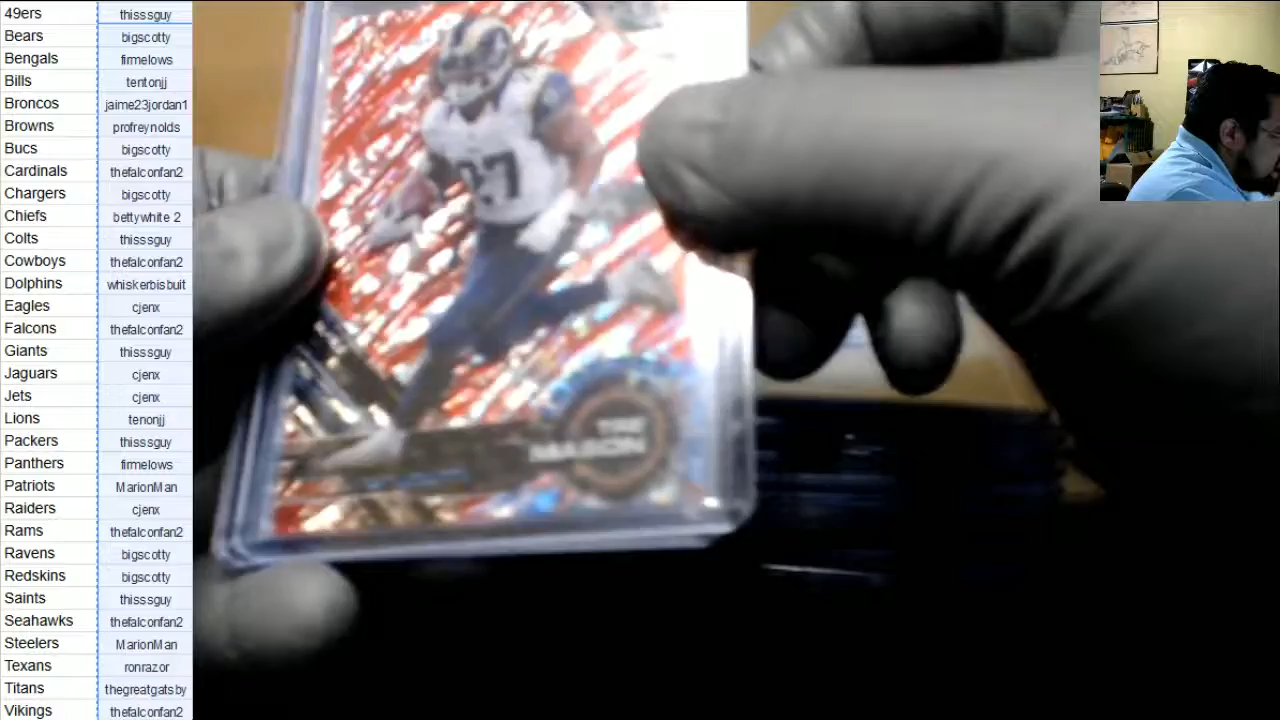 49ers thisssguy
Bears bigscotty
Bengals firmelows
Bills tentonjj
Broncos jaime23jordan1
Browns profreynolds
Bucs bigscotty
Cardinals thefalconfan2
Chargers bigscotty
Chiefs bettywhite 2
Colts thisssguy
Cowboys thefalconfan2
Dolphins whiskerbisbuit
Eagles cjenx
Falcons thefalconfan2
Giants thisssguy
Jaguars cjenx
Jets cjenx
Lions tenonjj
Packers thisssguy
Panthers firmelows
Patriots MarionMan
Raiders cjenx
Rams thefalconfan2
Ravens bigscotty
Redskins bigscotty
Saints thisssguy
Seahawks thefalconfan2
Steelers MarionMan
Texans ronrazor
Titans thegreatgatsby
Vikings thefalconfan2
27
TRE
MASON